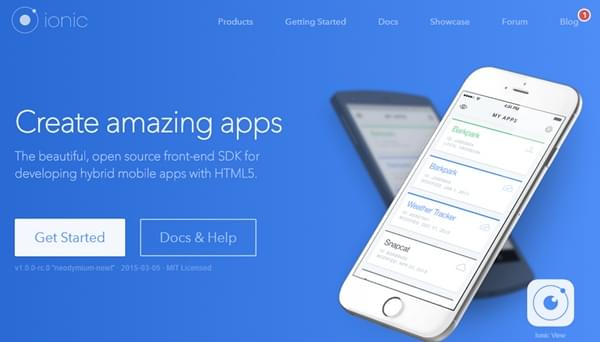 ionic
Products Getting Started Docs Showcase Forum Blog 1
Create amazing apps
The beautiful, open source front-end SDK for
developing hybrid mobile apps with HTML5.
Get Started Docs & Help
v1.0.0-rc.0 "neodymium-newt" - 2015-03-05 - MIT Licensed
MY APPS
Barkpark
Barkpark
Weather Tracker
Snapcat
Ionic View